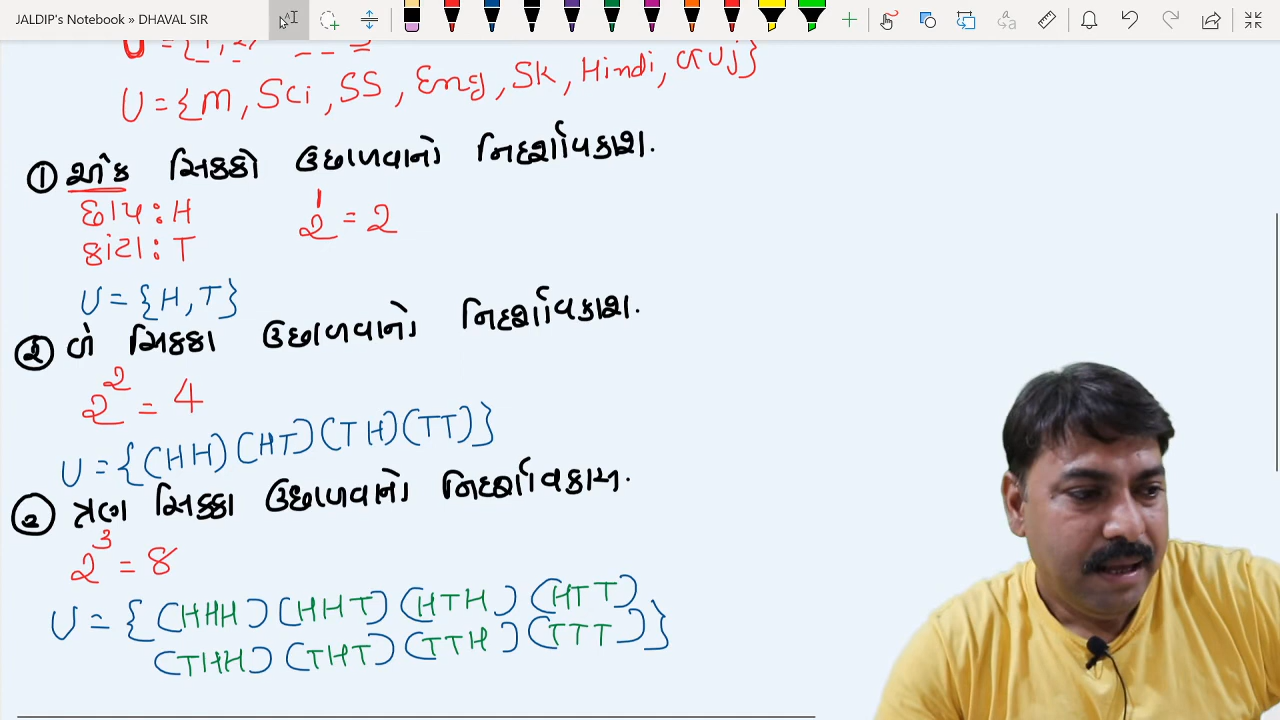 JALDIP's Notebook » DHAVAL SIR
U = {1, 2,
U = {M, Sci, SS, Eng, SK, Hindi, Guj}
① એક સિક્કો ઉછાળવાનો નિદર્શાવકાશ.
છાપ : H
2¹ = 2
કાંટો : T
U = {H, T}
② બે સિક્કા ઉછાળવાનો નિદર્શાવકાશ.
2² = 4
U = {(HH) (HT) (TH) (TT)}
ત્રણ સિક્કા ઉછાળવાનો નિદર્શાવકાશ.
2³ = 8
U = {(HHH) (HHT) (HTH) (HTT)
(THH) (THT) (TTH) (TTT)}